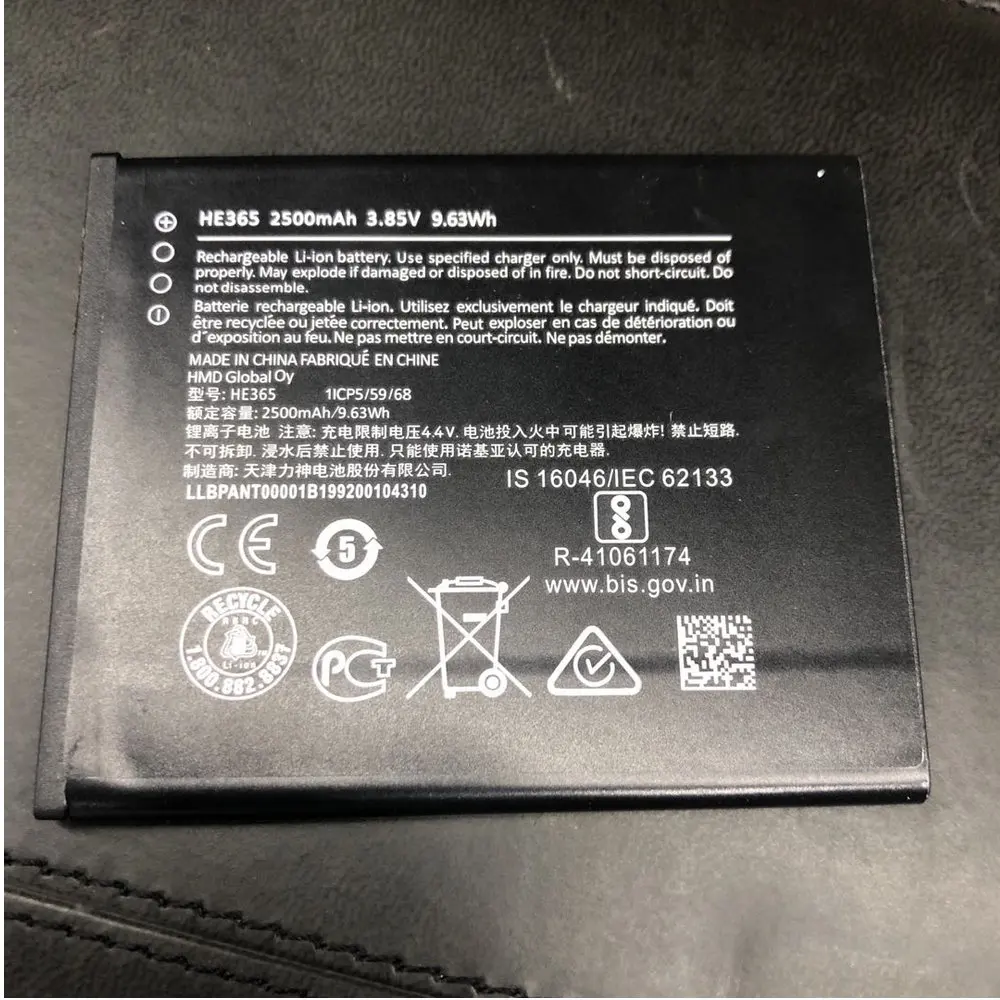 HE365 2500mAh 3.85V 9.63Wh
Rechargeable Li-ion battery. Use specified charger only. Must be disposed of
properly. May explode if damaged or disposed of in fire. Do not short-circuit. Do
not disassemble.
Batterie rechargeable Li-ion. Utilisez exclusivement le chargeur indiqué. Doit
être recyclée ou jetée correctement. Peut exploser en cas de détérioration ou
d´exposition au feu. Ne pas mettre en court-circuit. Ne pas démonter.
MADE IN CHINA FABRIQUÉ EN CHINE
HMD Global Oy
型号: HE365 1ICP5/59/68
额定容量: 2500mAh/9.63Wh
锂离子电池 注意: 充电限制电压4.4V. 电池投入火中可能引起爆炸! 禁止短路.
不可拆卸. 浸水后禁止使用. 只能使用诺基亚认可的充电器.
制造商: 天津力神电池股份有限公司.
LLBPANT00001B199200104310
IS 16046/IEC 62133
R-41061174
www.bis.gov.in
CE
5
RECYCLE
RBRC
Li-ion
TM
1.800.882.8837
PCT